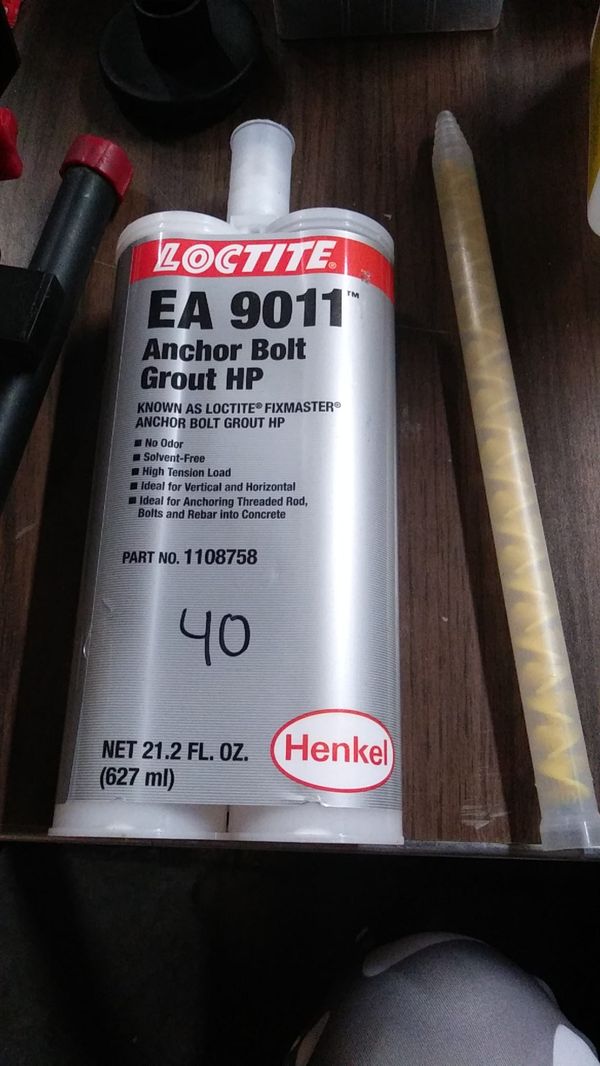 LOCTITE®
EA 9011™
Anchor Bolt
Grout HP
KNOWN AS LOCTITE® FIXMASTER®
ANCHOR BOLT GROUT HP
■ No Odor
■ Solvent-Free
■ High Tension Load
■ Ideal for Vertical and Horizontal
■ Ideal for Anchoring Threaded Rod,
Bolts and Rebar into Concrete
PART NO. 1108758
40
NET 21.2 FL. OZ.
(627 ml)
Henkel